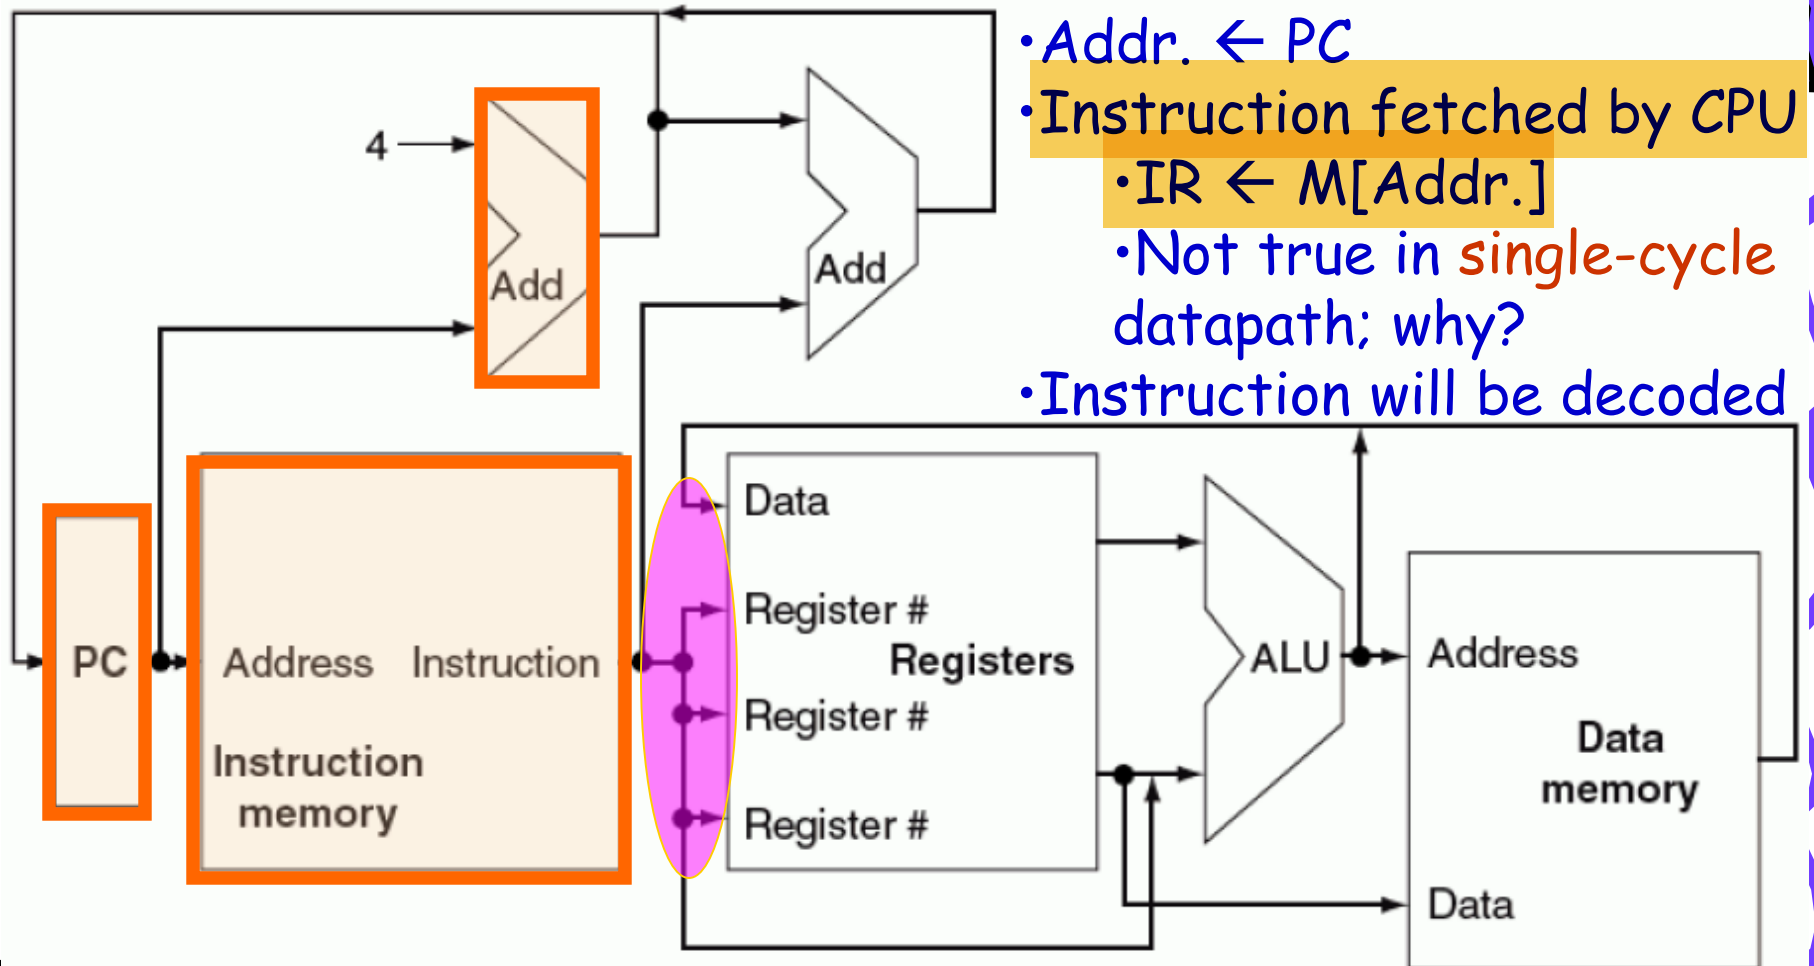 •Addr. ← PC
•Instruction fetched by CPU
•IR ← M[Addr.]
•Not true in single-cycle
datapath; why?
•Instruction will be decoded
4
Add
Add
PC
Address Instruction
Instruction
memory
Data
Register #
Registers
Register #
Register #
ALU
Address
Data
memory
Data